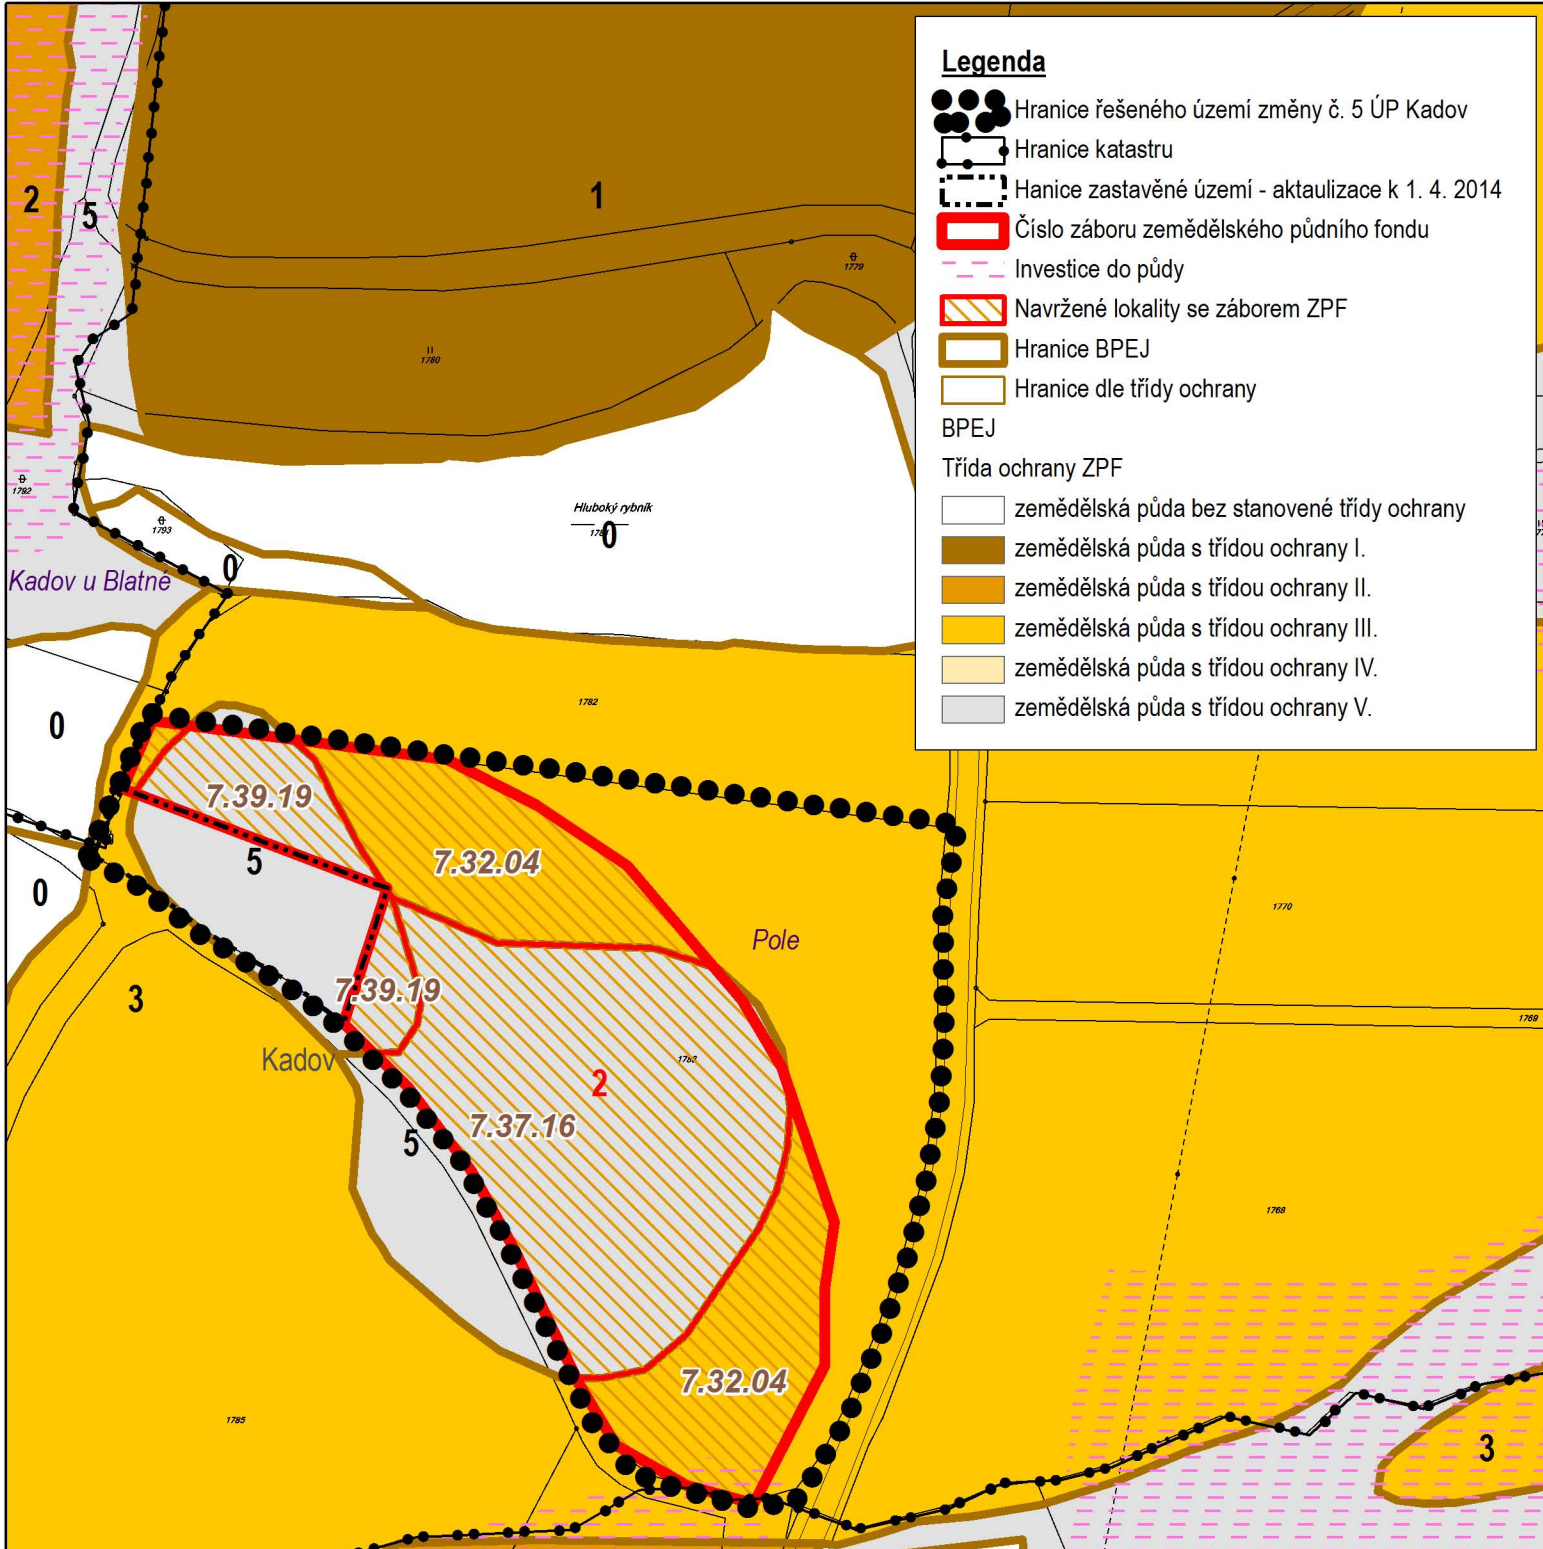 Legenda
Hranice řešeného území změny č. 5 ÚP Kadov
Hranice katastru
Hanice zastavěné území - aktaulizace k 1. 4. 2014
Číslo záboru zemědělského půdního fondu
Investice do půdy
Navržené lokality se záborem ZPF
Hranice BPEJ
Hranice dle třídy ochrany
BPEJ
Třída ochrany ZPF
zemědělská půda bez stanovené třídy ochrany
zemědělská půda s třídou ochrany I.
zemědělská půda s třídou ochrany II.
zemědělská půda s třídou ochrany III.
zemědělská půda s třídou ochrany IV.
zemědělská půda s třídou ochrany V.
2
5
1
1779
1780
1792
1793
Hluboký rybník
0
0
Kadov u Blatné
1782
0
7.39.19
5
7.32.04
0
1770
Pole
3
7.39.19
1769
Kadov
1783
2
7.37.16
5
1768
7.32.04
1785
3